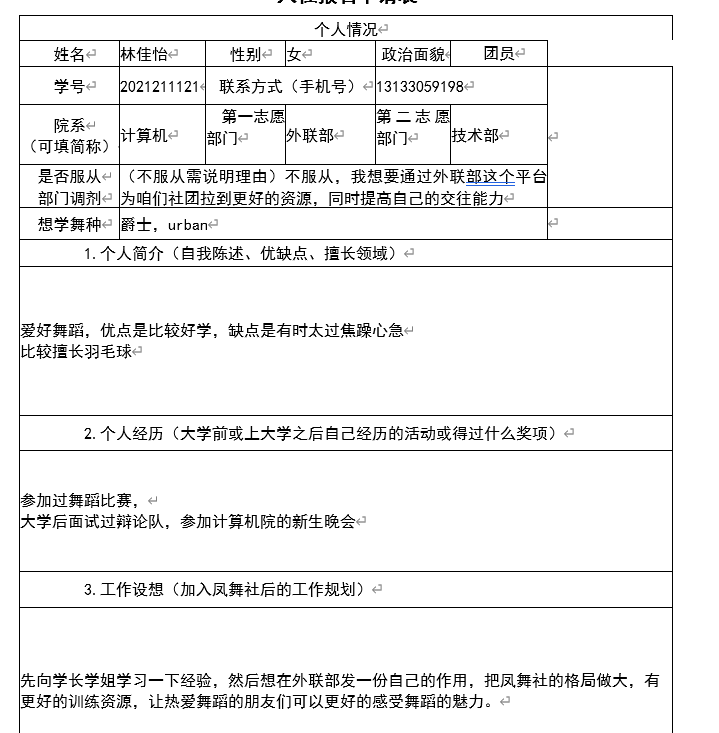 个人情况
姓名 林佳怡 性别 女 政治面貌 团员
学号 2021211121 联系方式（手机号） 13133059198
院系
（可填简称） 计算机 第一志愿
部门 外联部 第二志愿
部门 技术部
是否服从
部门调剂 （不服从需说明理由）不服从，我想要通过外联部这个平台
为咱们社团拉到更好的资源，同时提高自己的交往能力
想学舞种 爵士，urban
1.个人简介（自我陈述、优缺点、擅长领域）
爱好舞蹈，优点是比较好学，缺点是有时太过焦躁心急
比较擅长羽毛球
2.个人经历（大学前或上大学之后自己经历的活动或得过什么奖项）
参加过舞蹈比赛，
大学后面试过辩论队，参加计算机院的新生晚会
3.工作设想（加入凤舞社后的工作规划）
先向学长学姐学习一下经验，然后想在外联部发一份自己的作用，把凤舞社的格局做大，有
更好的训练资源，让热爱舞蹈的朋友们可以更好的感受舞蹈的魅力。